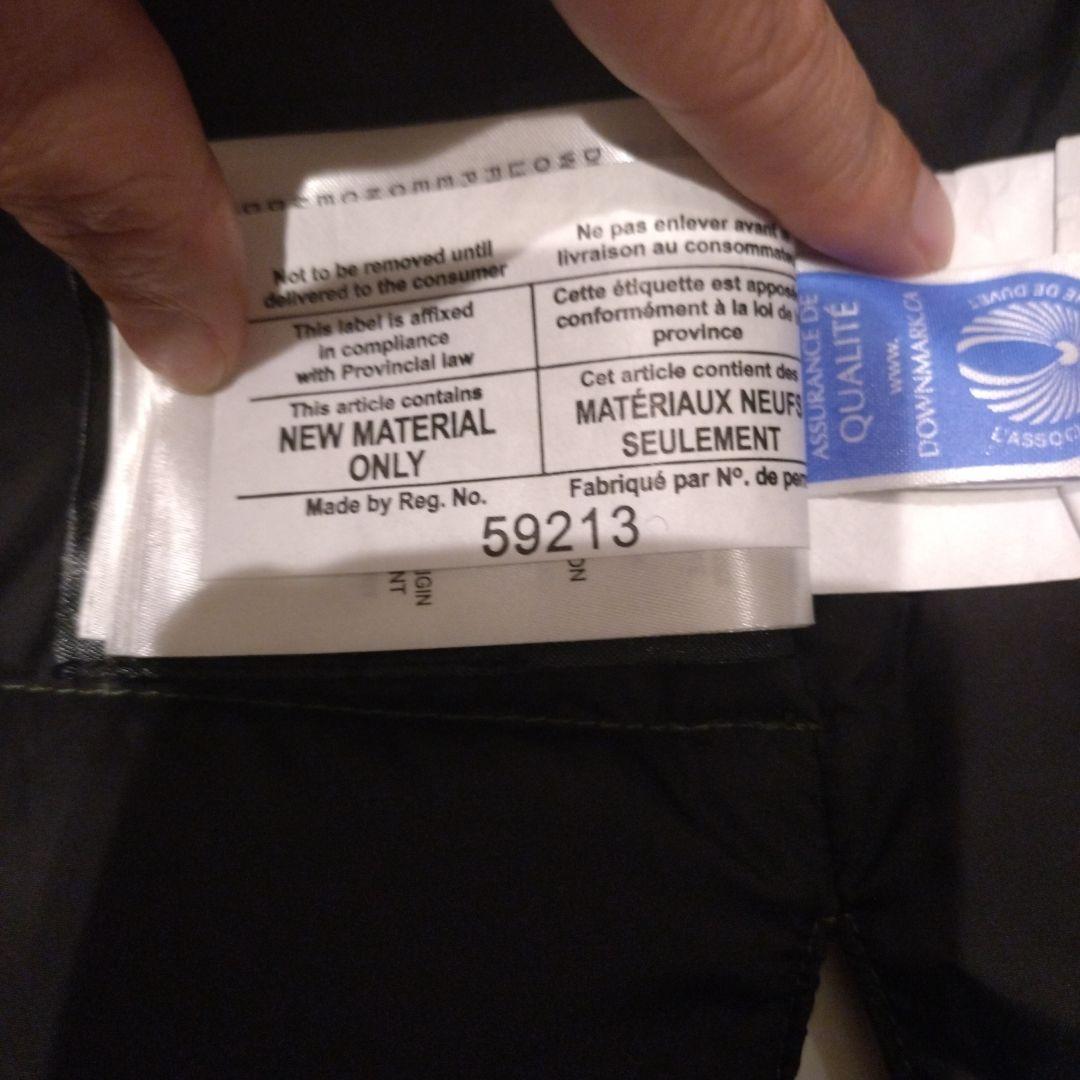 Not to be removed until
delivered to the consumer
Ne pas enlever avant
livraison au
This label is affixed
in compliance
with Provincial law
Cette étiquette est
conformément à la loi de
province
This article contains
NEW MATERIAL
ONLY
Cet article contient des
MATÉRIAUX NEUFS
SEULEMENT
Made by Reg. No.
Fabriqué par Nº. de
59213
ASSURANCE DE
QUALITÉ
www.
DOWNMARK.CA
DE DUVET